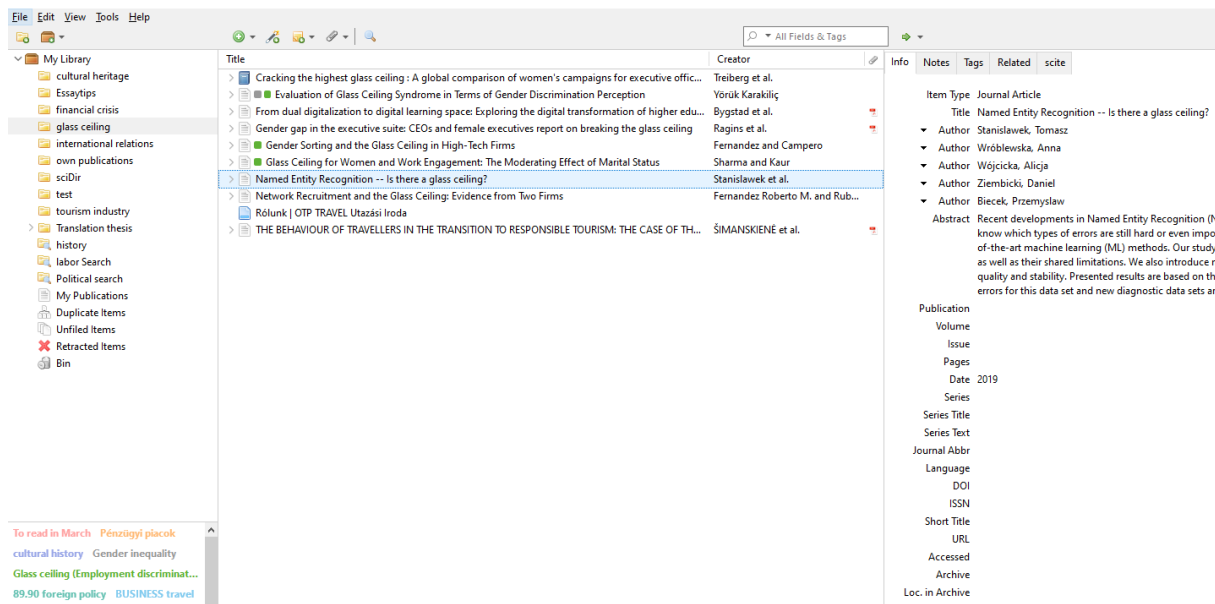 File Edit View Tools Help
All Fields & Tags
My Library
cultural heritage
Essaytips
financial crisis
glass ceiling
international relations
own publications
sciDir
test
tourism industry
Translation thesis
history
labor Search
Political search
My Publications
Duplicate Items
Unfiled Items
Retracted Items
Bin
To read in March Pénzügyi piacok
cultural history Gender inequality
Glass ceiling (Employment discriminat...
89.90 foreign policy BUSINESS travel
Title Creator
Cracking the highest glass ceiling : A global comparison of women's campaigns for executive offic... Treiberg et al.
Evaluation of Glass Ceiling Syndrome in Terms of Gender Discrimination Perception Yörük Karakiliç
From dual digitalization to digital learning space: Exploring the digital transformation of higher edu... Bygstad et al.
Gender gap in the executive suite: CEOs and female executives report on breaking the glass ceiling Ragins et al.
Gender Sorting and the Glass Ceiling in High-Tech Firms Fernandez and Campero
Glass Ceiling for Women and Work Engagement: The Moderating Effect of Marital Status Sharma and Kaur
Named Entity Recognition -- Is there a glass ceiling? Stanislawek et al.
Network Recruitment and the Glass Ceiling: Evidence from Two Firms Fernandez Roberto M. and Rub...
Rólunk | OTP TRAVEL Utazási Iroda
THE BEHAVIOUR OF TRAVELLERS IN THE TRANSITION TO RESPONSIBLE TOURISM: THE CASE OF TH... ŠIMANSKIENĖ et al.
Info Notes Tags Related scite
Item Type Journal Article
Title Named Entity Recognition -- Is there a glass ceiling?
Author Stanislawek, Tomasz
Author Wróblewska, Anna
Author Wójcicka, Alicja
Author Ziembicki, Daniel
Author Biecek, Przemyslaw
Abstract Recent developments in Named Entity Recognition (N
know which types of errors are still hard or even impo
of-the-art machine learning (ML) methods. Our study
as well as their shared limitations. We also introduce r
quality and stability. Presented results are based on th
errors for this data set and new diagnostic data sets ar
Publication
Volume
Issue
Pages
Date 2019
Series
Series Title
Series Text
Journal Abbr
Language
DOI
ISSN
Short Title
URL
Accessed
Archive
Loc. in Archive